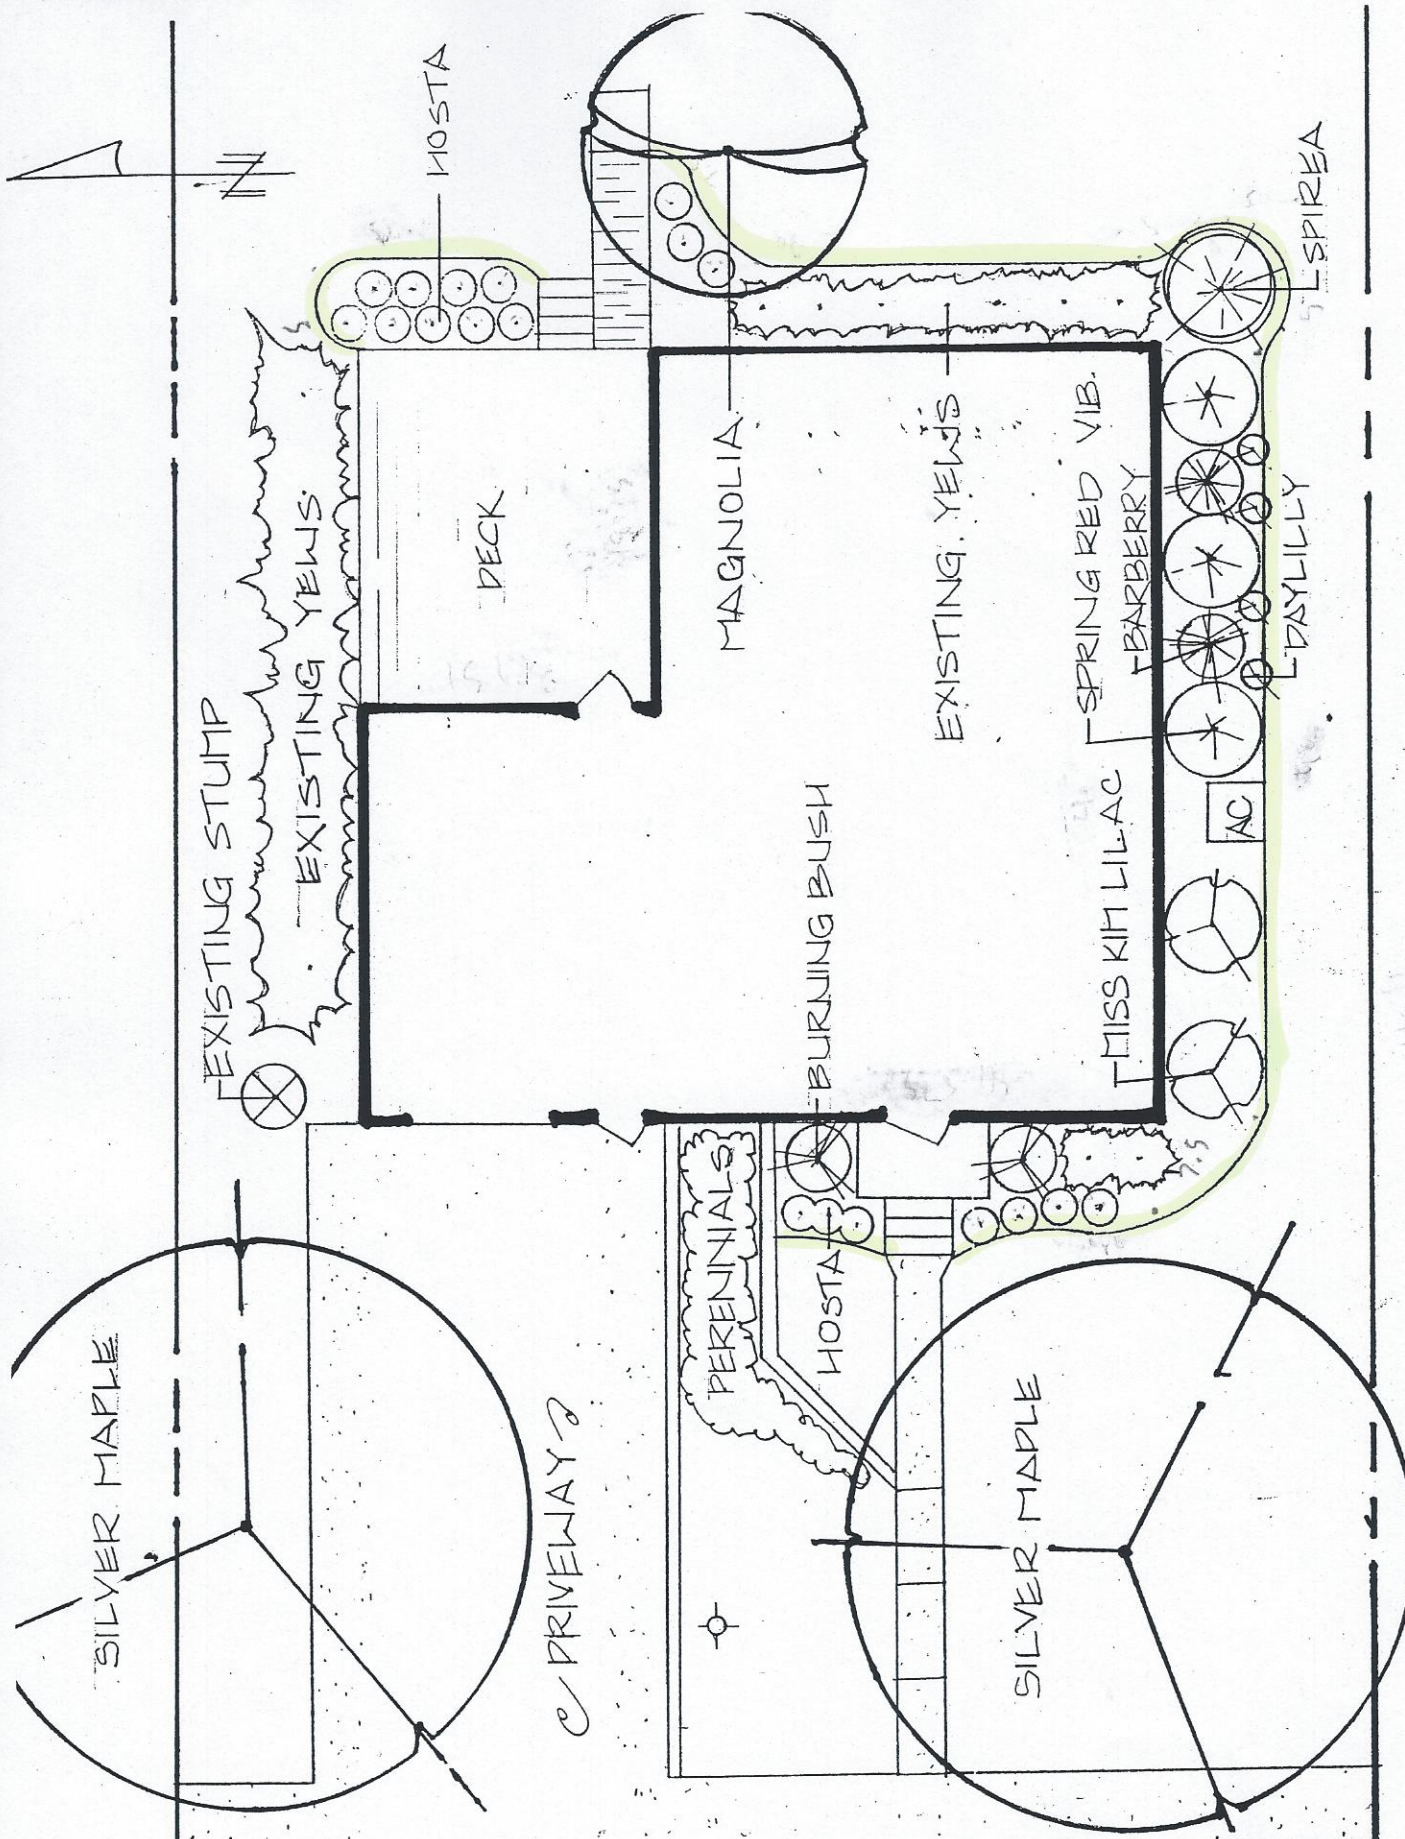 N
HOSTA
SPIREA
EXISTING STUMP
EXISTING YEWS
DECK
MAGNOLIA
EXISTING YEWS
SPRING RED VIB.
BARBERRY
DAYLILLY
AC
MISS KIM LILAC
BURNING BUSH
PERENNIALS
HOSTA
SILVER MAPLE
DRIVEWAY
SILVER MAPLE